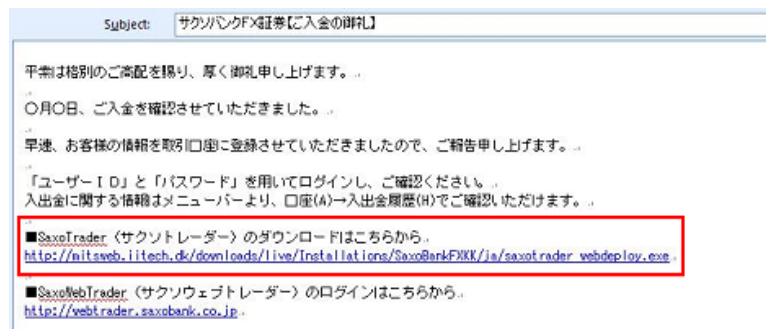 Subject: サクソバンクFX証券【ご入金の御礼】
平素は格別のご高配を賜り、厚く御礼申し上げます。
〇月〇日、ご入金を確認させていただきました。
早速、お客様の情報を取引口座に登録させていただきましたので、ご報告申し上げます。
「ユーザーＩＤ」と「パスワード」を用いてログインし、ご確認ください。
入出金に関する情報はメニューバーより、口座(A)→入出金履歴(H)でご確認いただけます。
■SaxoTrader（サクソトレーダー）のダウンロードはこちらから
http://mitsweb.iitech.dk/downloads/live/Installations/SaxoBankFXKK/ja/saxotrader_webdeploy.exe
■SaxoWebTrader（サクソウェブトレーダー）のログインはこちらから
http://webtrader.saxobank.co.jp